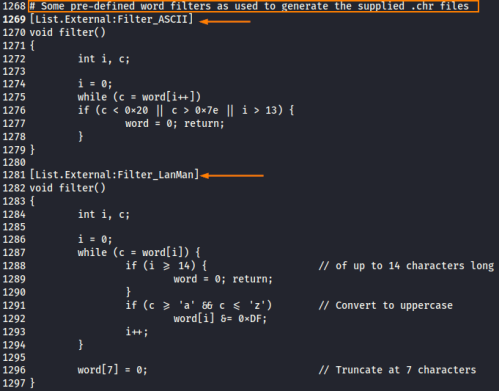 1268 # Some pre-defined word filters as used to generate the supplied .chr files
1269 [List.External:Filter_ASCII]
1270 void filter()
1271 {
1272         int i, c;
1273
1274         i = 0;
1275         while (c = word[i++])
1276         if (c < 0×20 || c > 0×7e || i > 13) {
1277                 word = 0; return;
1278         }
1279 }
1280
1281 [List.External:Filter_LanMan]
1282 void filter()
1283 {
1284         int i, c;
1285
1286         i = 0;
1287         while (c = word[i]) {
1288                 if (i ≥ 14) {                   // of up to 14 characters long
1289                         word = 0; return;
1290                 }
1291                 if (c ≥ 'a' && c ≤ 'z')         // Convert to uppercase
1292                         word[i] &= 0×DF;
1293                 i++;
1294         }
1295
1296         word[7] = 0;                            // Truncate at 7 characters
1297 }